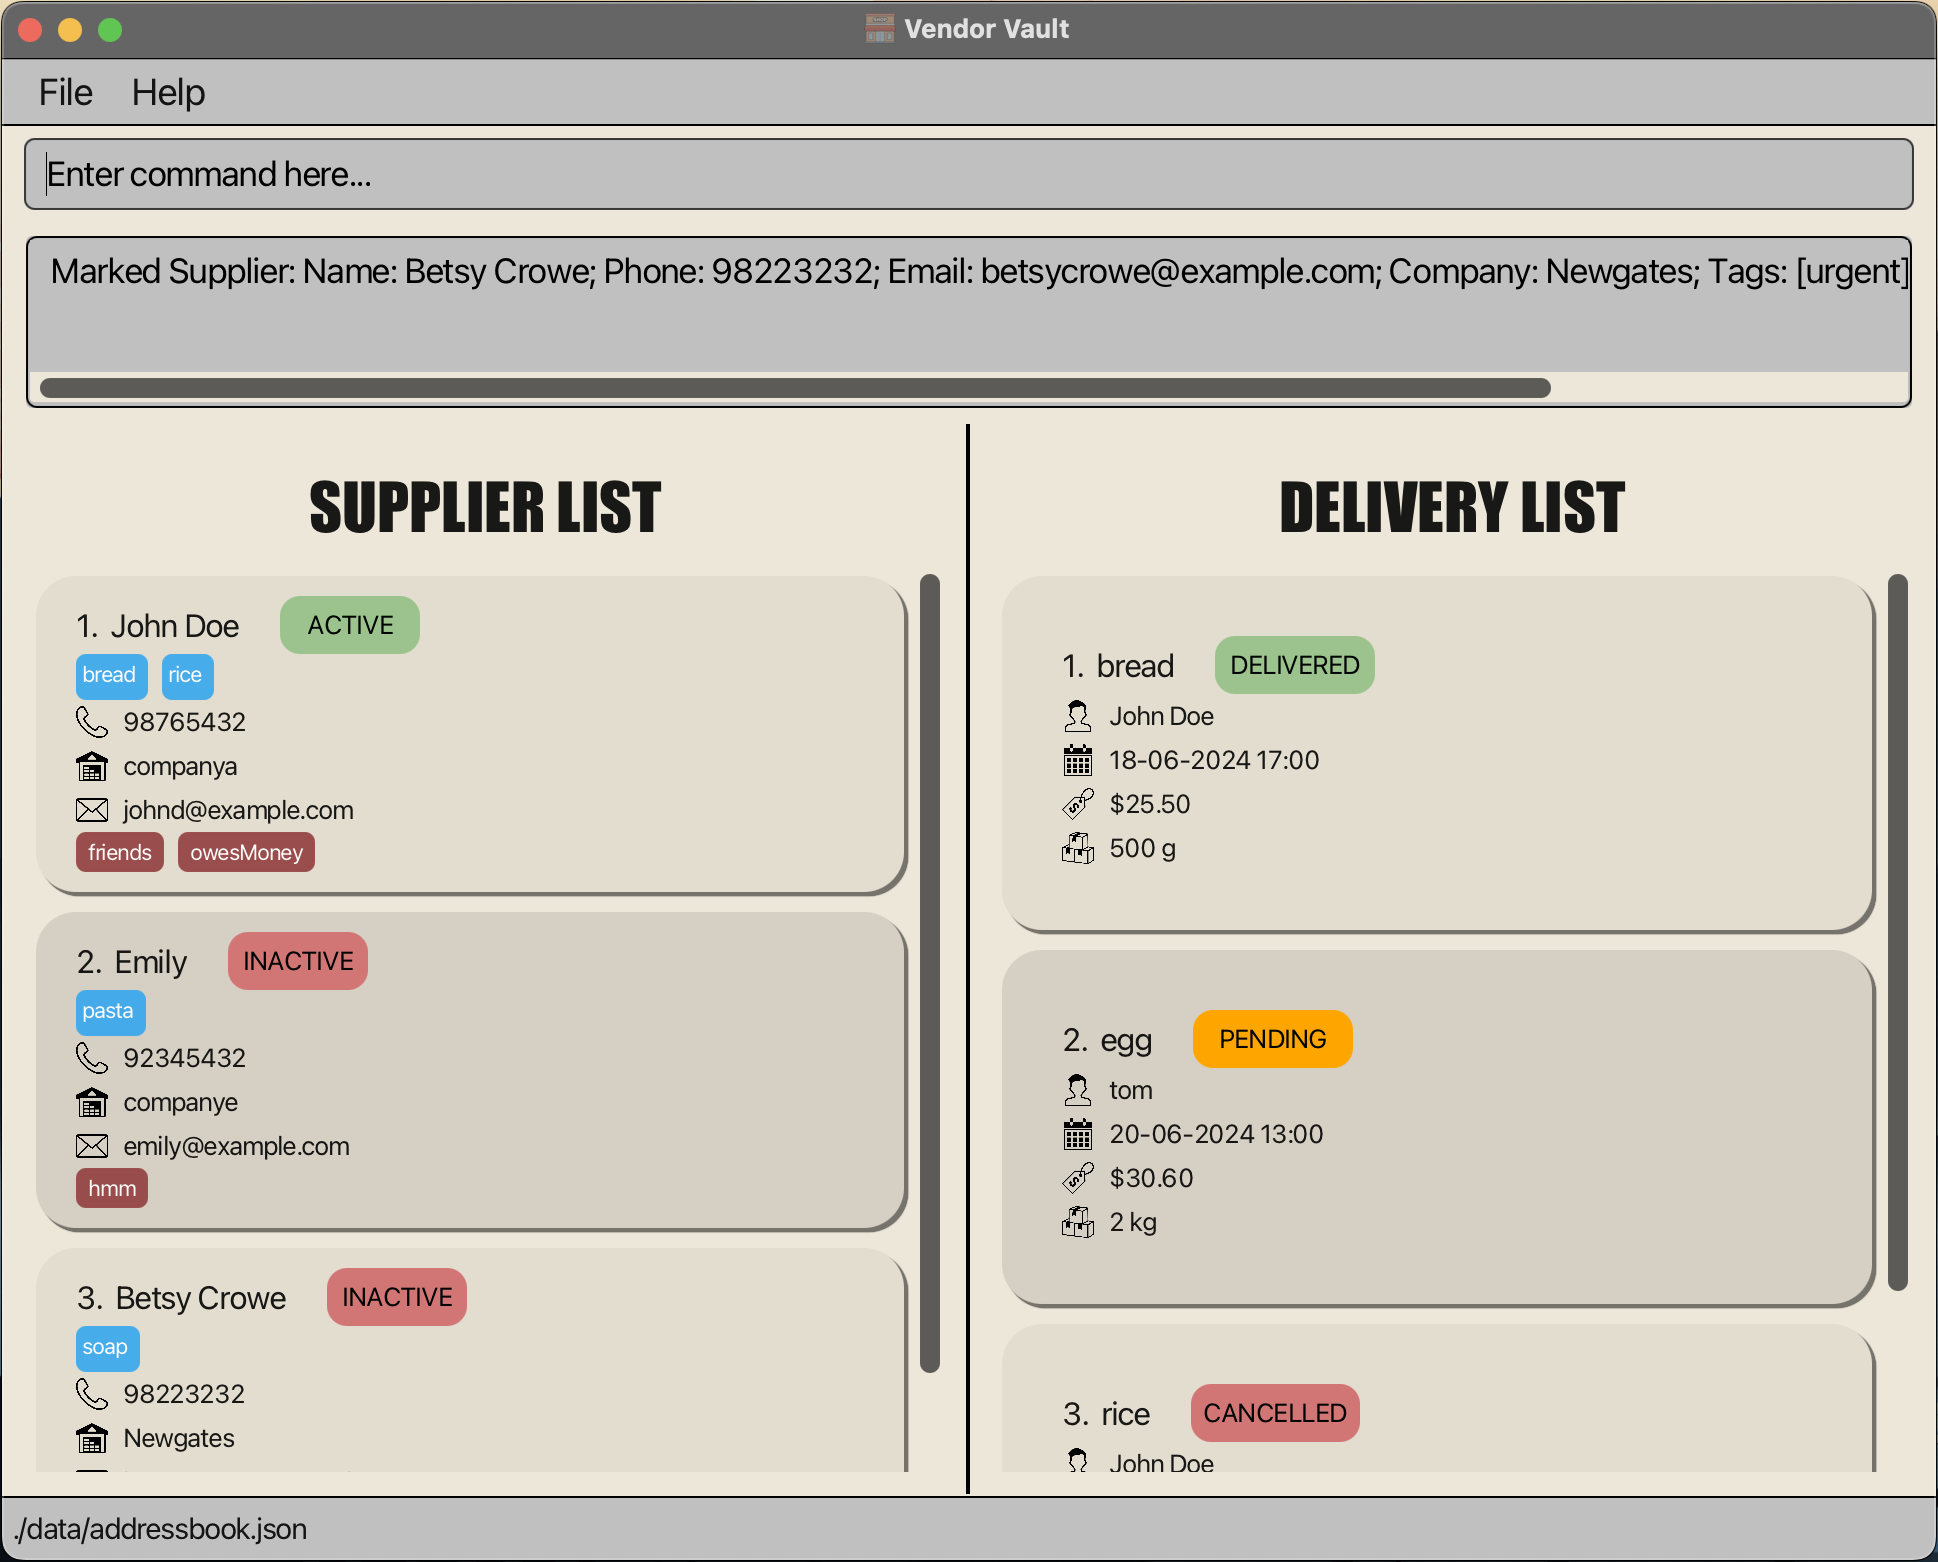 Vendor Vault
File Help
Enter command here...
Marked Supplier: Name: Betsy Crowe; Phone: 98223232; Email: betsycrowe@example.com; Company: Newgates; Tags: [urgent]
SUPPLIER LIST
1. John Doe ACTIVE
bread rice
98765432
companya
johnd@example.com
friends owesMoney
2. Emily INACTIVE
pasta
92345432
companye
emily@example.com
hmm
3. Betsy Crowe INACTIVE
soap
98223232
Newgates
DELIVERY LIST
1. bread DELIVERED
John Doe
18-06-2024 17:00
$25.50
500 g
2. egg PENDING
tom
20-06-2024 13:00
$30.60
2 kg
3. rice CANCELLED
John Doe
./data/addressbook.json